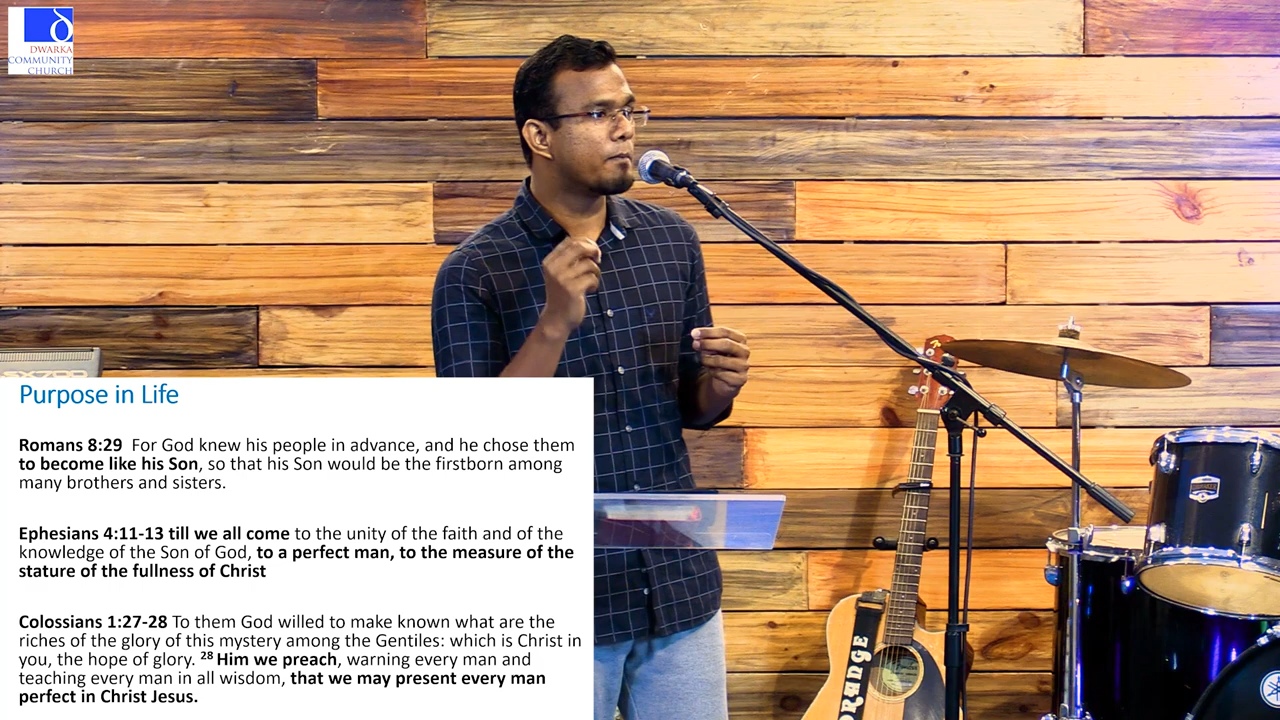 DWARKA
COMMUNITY
CHURCH
SX700
Purpose in Life
Romans 8:29 For God knew his people in advance, and he chose them
to become like his Son, so that his Son would be the firstborn among
many brothers and sisters.
Ephesians 4:11-13 till we all come to the unity of the faith and of the
knowledge of the Son of God, to a perfect man, to the measure of the
stature of the fullness of Christ
Colossians 1:27-28 To them God willed to make known what are the
riches of the glory of this mystery among the Gentiles: which is Christ in
you, the hope of glory. 28 Him we preach, warning every man and
teaching every man in all wisdom, that we may present every man
perfect in Christ Jesus.
ORANGE